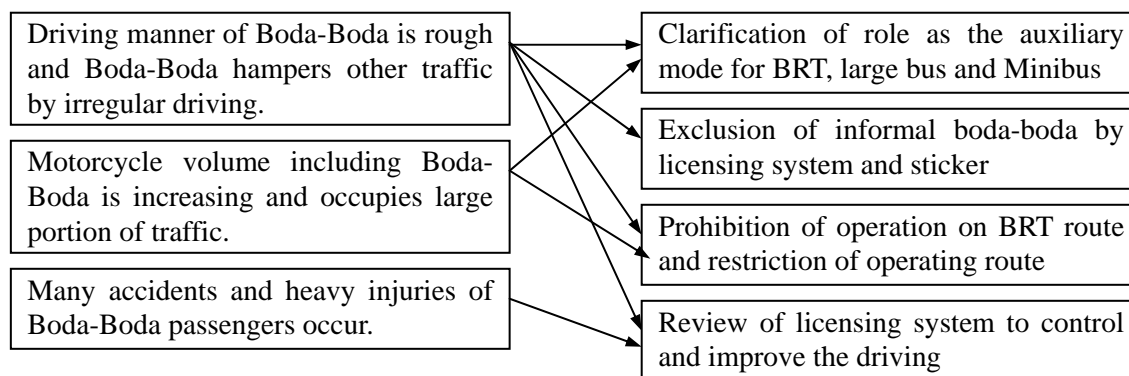 Driving manner of Boda-Boda is rough
and Boda-Boda hampers other traffic
by irregular driving.
Motorcycle volume including Boda-
Boda is increasing and occupies large
portion of traffic.
Many accidents and heavy injuries of
Boda-Boda passengers occur.
Clarification of role as the auxiliary
mode for BRT, large bus and Minibus
Exclusion of informal boda-boda by
licensing system and sticker
Prohibition of operation on BRT route
and restriction of operating route
Review of licensing system to control
and improve the driving